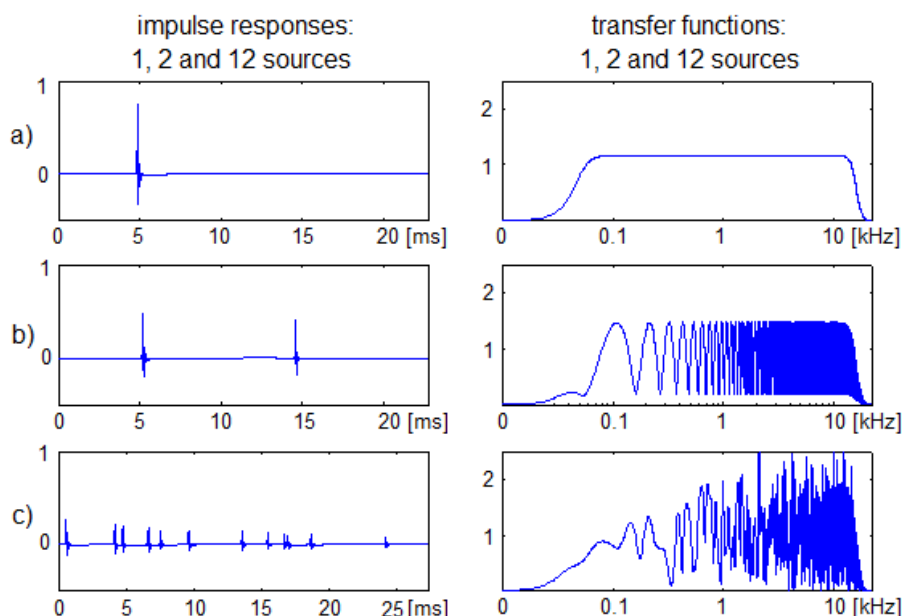 impulse responses:
1, 2 and 12 sources
transfer functions:
1, 2 and 12 sources
a)
1
0
0 5 10 15 20 [ms]
2
1
0 0.1 1 10 [kHz]
b)
1
0
0 5 10 15 20 [ms]
2
1
0 0.1 1 10 [kHz]
c)
1
0
0 5 10 15 20 25 [ms]
2
1
0 0.1 1 10 [kHz]